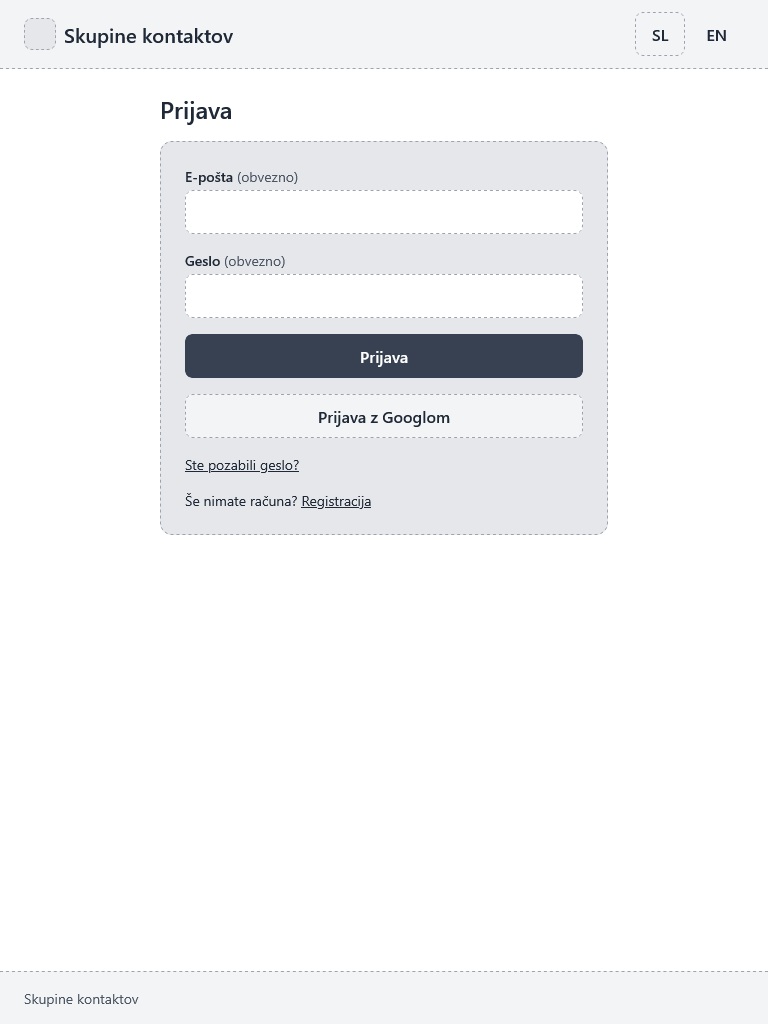 Skupine kontaktov
SL
EN
Prijava
E-pošta (obvezno)
Geslo (obvezno)
Prijava
Prijava z Googlom
Ste pozabili geslo?
Še nimate računa? Registracija
Skupine kontaktov